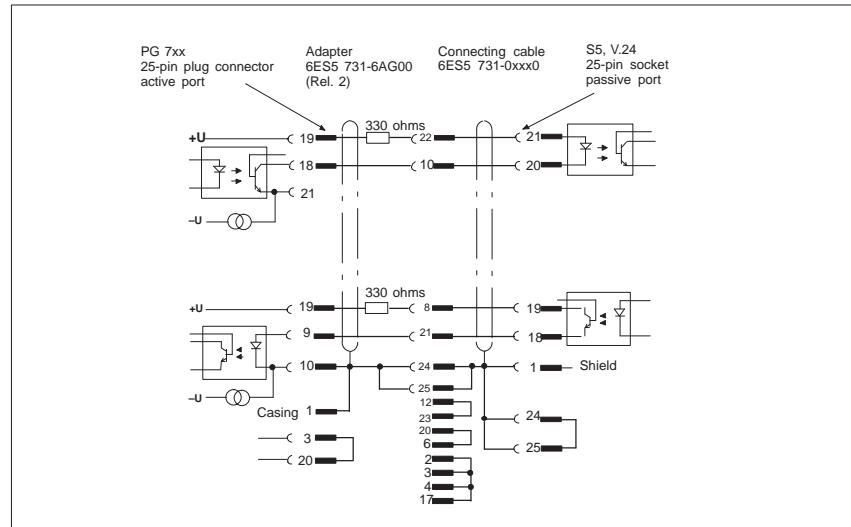 PG 7xx
25-pin plug connector
active port
Adapter
6ES5 731-6AG00
(Rel. 2)
Connecting cable
6ES5 731-0xxx0
S5, V.24
25-pin socket
passive port
330 ohms
+U 19 22 21
18 10 20
21
–U
330 ohms
+U 19 8 19
9 21 18
10 24 1 Shield
–U 25
12
Casing 1 23 24
3 20
20 6 25
2
3
4
17